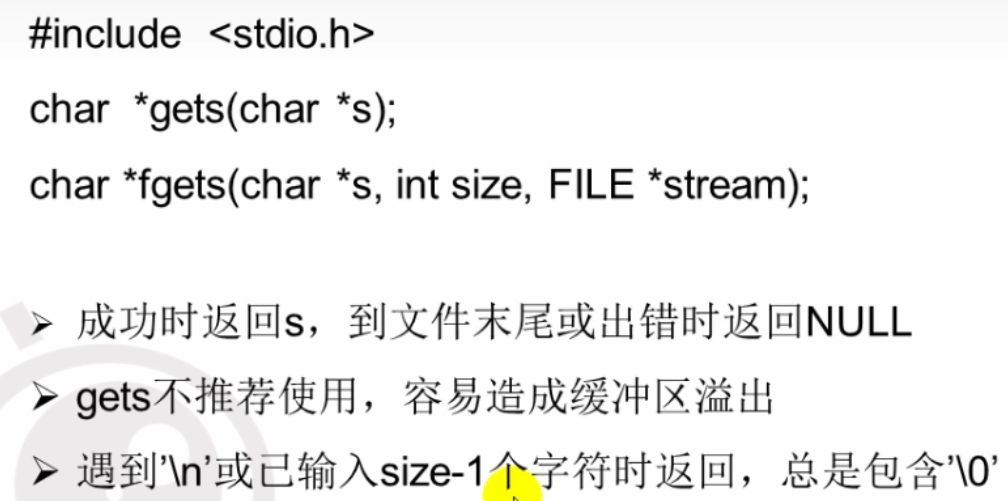 #include <stdio.h>
char *gets(char *s);
char *fgets(char *s, int size, FILE *stream);
➢ 成功时返回s，到文件末尾或出错时返回NULL
➢ gets不推荐使用，容易造成缓冲区溢出
➢ 遇到’\n’或已输入size-1个字符时返回，总是包含’\0’